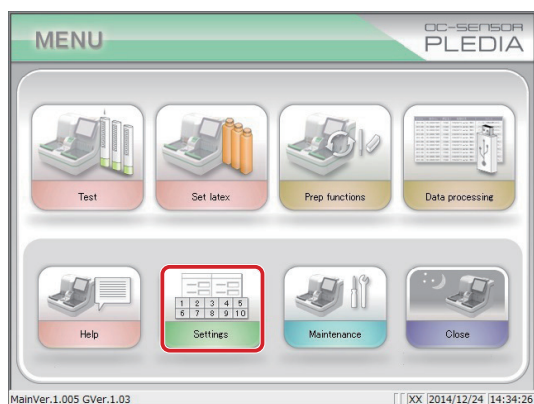 MENU
OC-SENSOR
PLEDIA
Test
Set latex
Prep functions
Data processing
Help
1 2 3 4 5
6 7 8 9 10
Settings
Maintenance
Close
MainVer.1.005 GVer.1.03
XX 2014/12/24 14:34:26